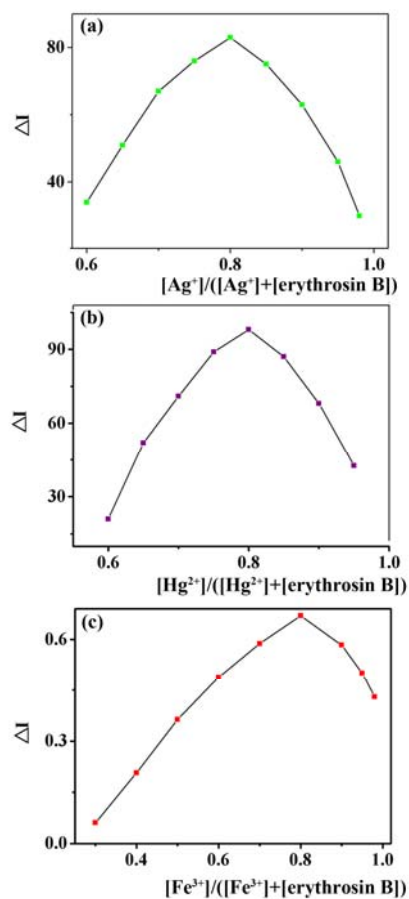 (a)
80
40
ΔI
0.6 0.8 1.0
[Ag⁺]/([Ag⁺]+[erythrosin B])
(b)
90
60
30
ΔI
0.6 0.8 1.0
[Hg²⁺]/([Hg²⁺]+[erythrosin B])
(c)
0.6
0.3
0.0
ΔI
0.4 0.6 0.8 1.0
[Fe³⁺]/([Fe³⁺]+[erythrosin B])